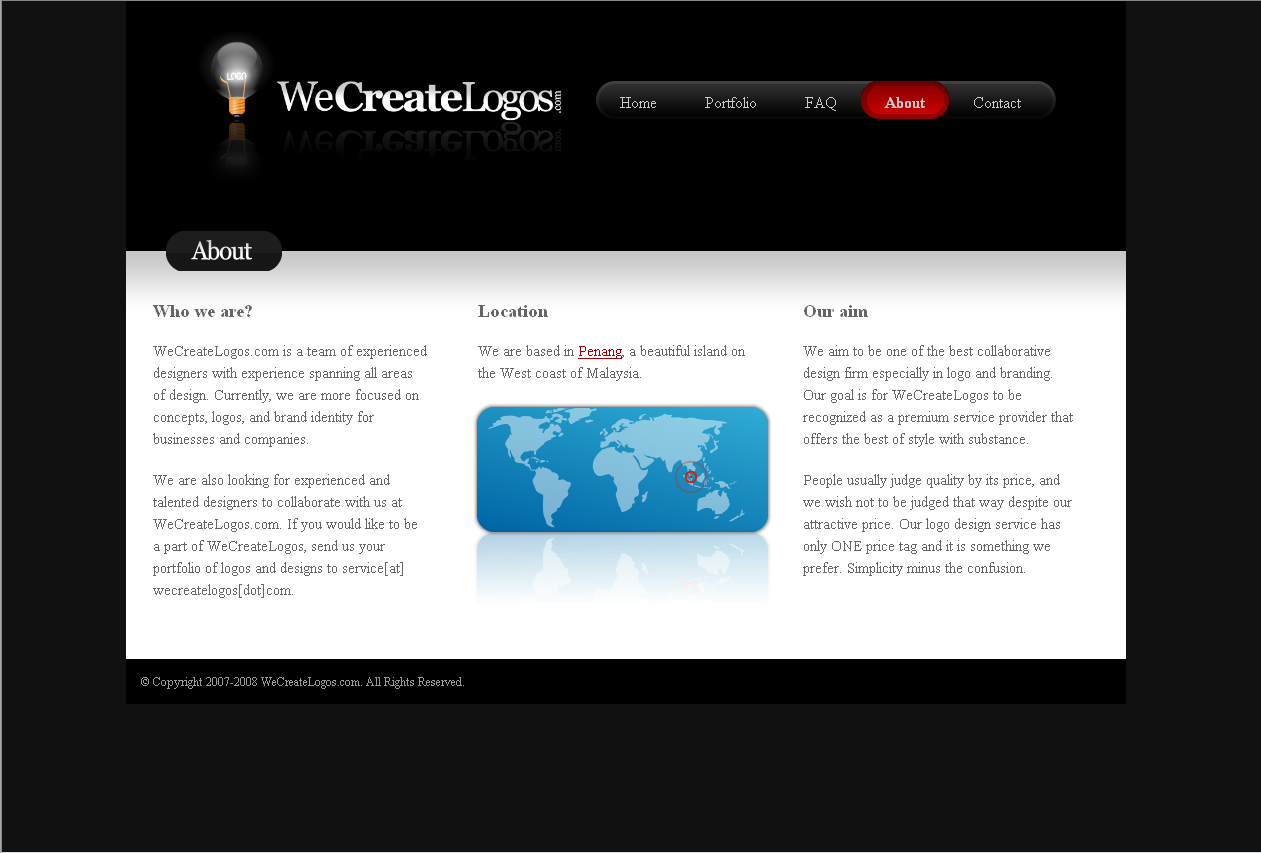 LOGO
WeCreateLogos.com
Home Portfolio FAQ About Contact
About
Who we are?
WeCreateLogos.com is a team of experienced
designers with experience spanning all areas
of design. Currently, we are more focused on
concepts, logos, and brand identity for
businesses and companies.
We are also looking for experienced and
talented designers to collaborate with us at
WeCreateLogos.com. If you would like to be
a part of WeCreateLogos, send us your
portfolio of logos and designs to service[at]
wecreatelogos[dot]com.
Location
We are based in Penang, a beautiful island on
the West coast of Malaysia.
Our aim
We aim to be one of the best collaborative
design firm especially in logo and branding.
Our goal is for WeCreateLogos to be
recognized as a premium service provider that
offers the best of style with substance.
People usually judge quality by its price, and
we wish not to be judged that way despite our
attractive price. Our logo design service has
only ONE price tag and it is something we
prefer. Simplicity minus the confusion.
© Copyright 2007-2008 WeCreateLogos.com. All Rights Reserved.